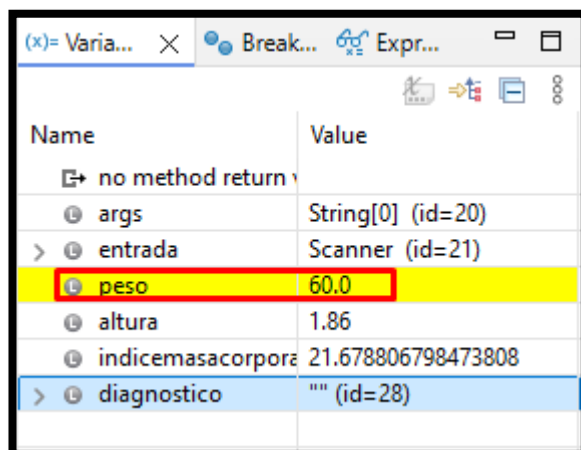 (x)= Varia... Break... Expr...
Name Value
no method return v
args String[0] (id=20)
entrada Scanner (id=21)
peso 60.0
altura 1.86
indicemasacorpora 21.678806798473808
diagnostico "" (id=28)